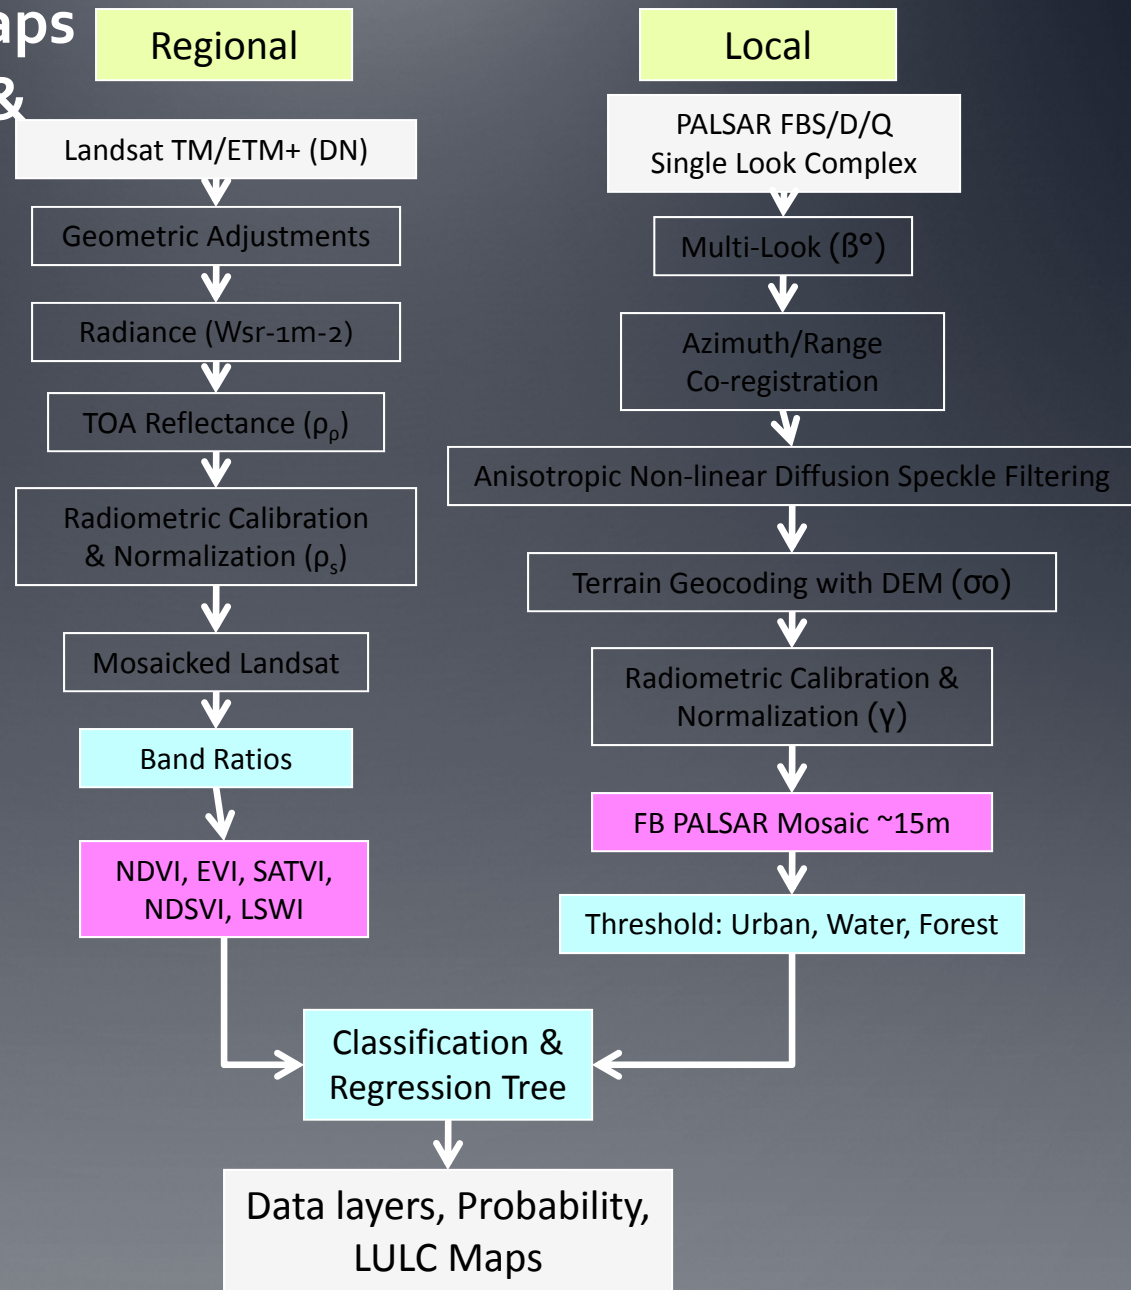 aps
&
Regional
Landsat TM/ETM+ (DN)
Geometric Adjustments
Radiance (Wsr-1m-2)
TOA Reflectance (ρρ)
Radiometric Calibration
& Normalization (ρs)
Mosaicked Landsat
Band Ratios
NDVI, EVI, SATVI,
NDSVI, LSWI
Local
PALSAR FBS/D/Q
Single Look Complex
Multi-Look (ßº)
Azimuth/Range
Co-registration
Anisotropic Non-linear Diffusion Speckle Filtering
Terrain Geocoding with DEM (σo)
Radiometric Calibration &
Normalization (γ)
FB PALSAR Mosaic ~15m
Threshold: Urban, Water, Forest
Classification &
Regression Tree
Data layers, Probability,
LULC Maps